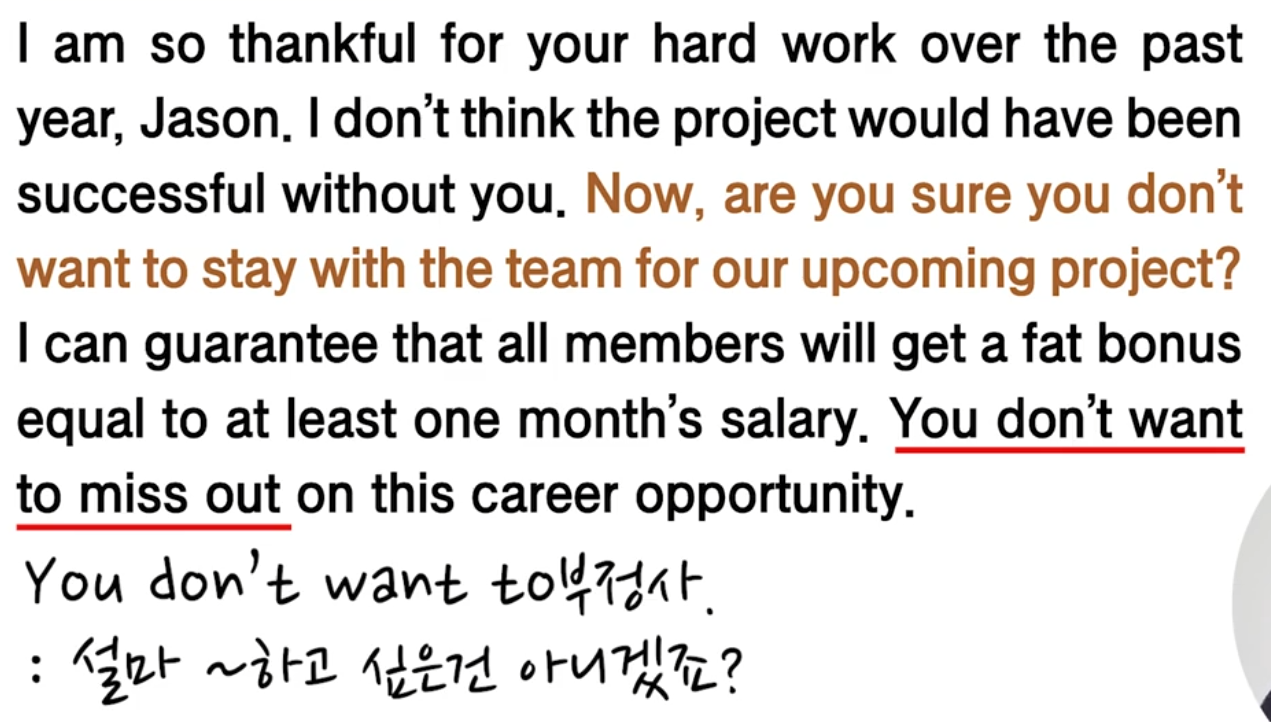 I am so thankful for your hard work over the past
year, Jason. I don't think the project would have been
successful without you. Now, are you sure you don't
want to stay with the team for our upcoming project?
I can guarantee that all members will get a fat bonus
equal to at least one month's salary. You don't want
to miss out on this career opportunity.
You don't want to부정사.
: 설마 ~하고 싶은건 아니겠죠?